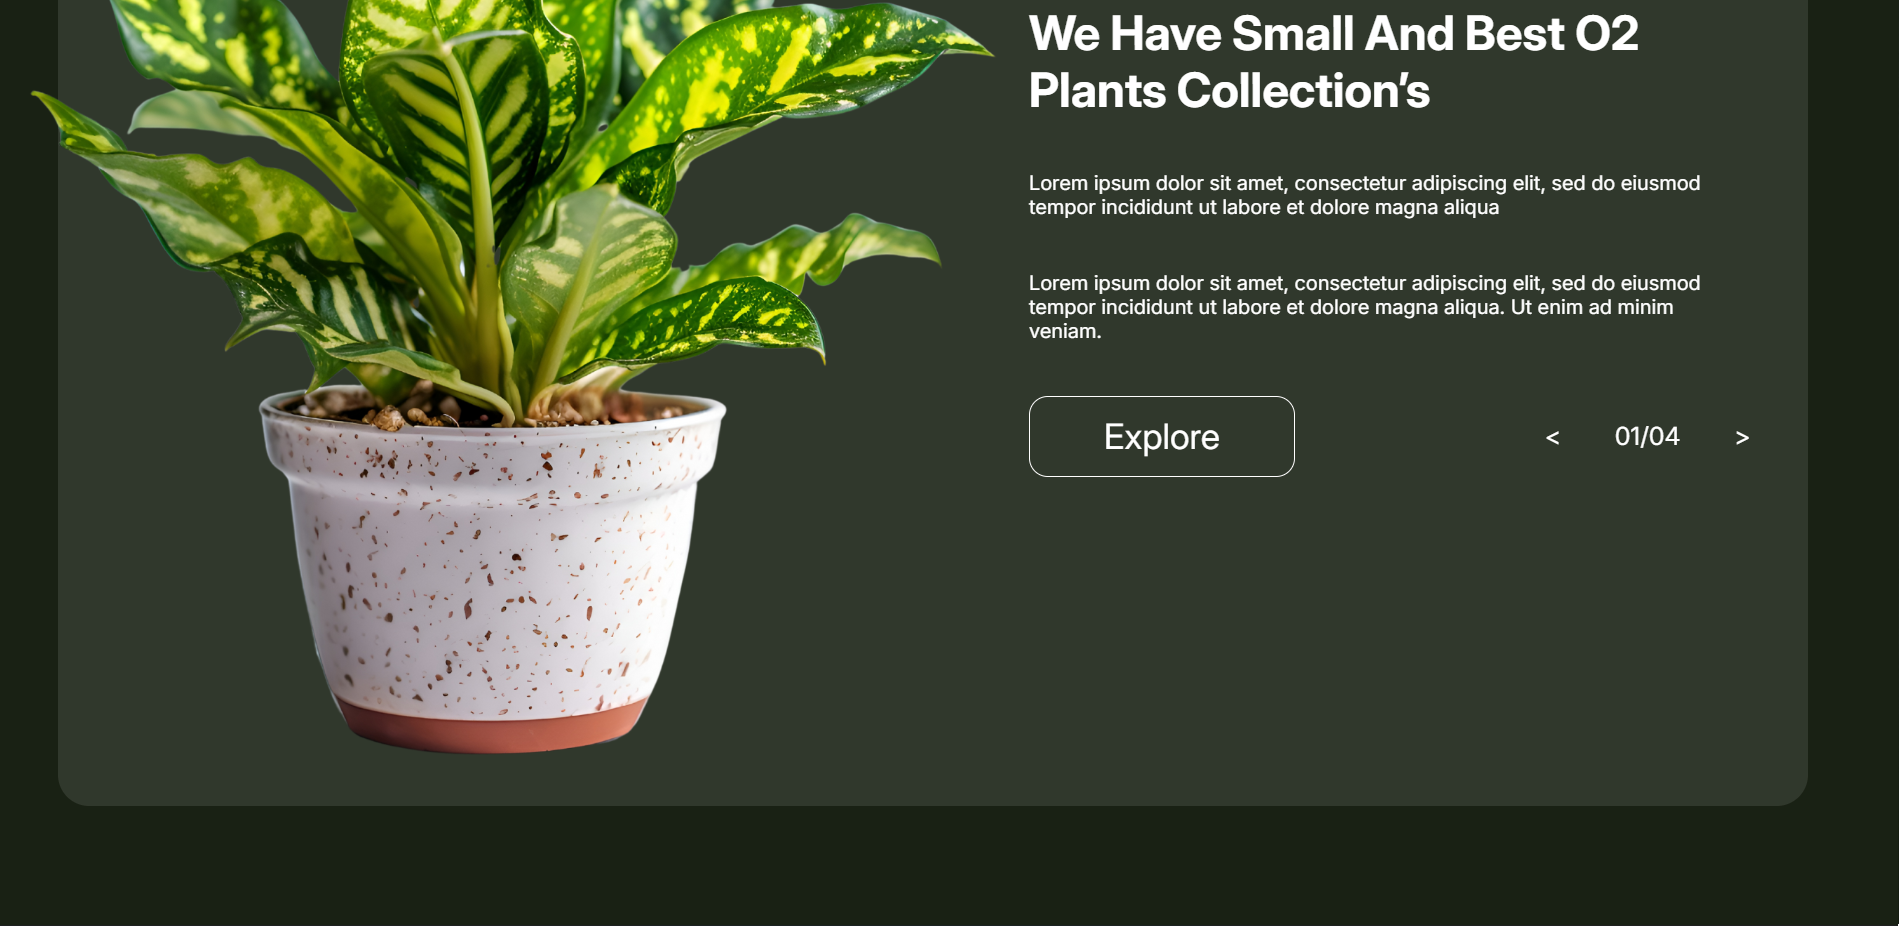 We Have Small And Best O2
Plants Collection’s
Lorem ipsum dolor sit amet, consectetur adipiscing elit, sed do eiusmod
tempor incididunt ut labore et dolore magna aliqua
Lorem ipsum dolor sit amet, consectetur adipiscing elit, sed do eiusmod
tempor incididunt ut labore et dolore magna aliqua. Ut enim ad minim
veniam.
Explore
< 01/04 >